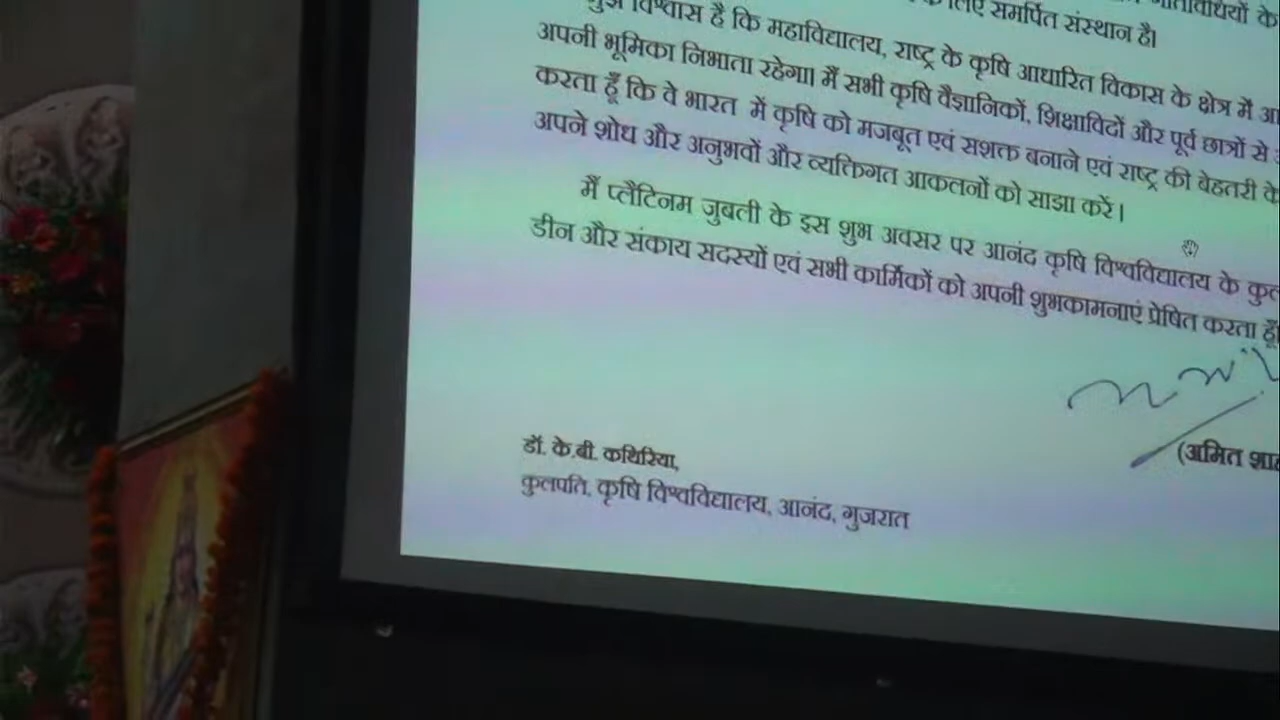 के लिए समर्पित संस्थान है।
विश्वास है कि महाविद्यालय, राष्ट्र के कृषि आधारित विकास के क्षेत्र में
अपनी भूमिका निभाता रहेगा। मैं सभी कृषि वैज्ञानिकों, शिक्षाविदों और पूर्व छात्रों से
करता हूँ कि वे भारत में कृषि को मजबूत एवं सशक्त बनाने एवं राष्ट्र की बेहतरी के
अपने शोध और अनुभवों और व्यक्तिगत आकलनों को साझा करें।
मैं प्लैटिनम जुबली के इस शुभ अवसर पर आनंद कृषि विश्वविद्यालय के
डीन और संकाय सदस्यों एवं सभी कार्मिकों को अपनी शुभकामनाएं प्रेषित करता हूँ
(अमित
डॉ. के.बी. कथिरिया,
कुलपति, कृषि विश्वविद्यालय, आनंद, गुजरात